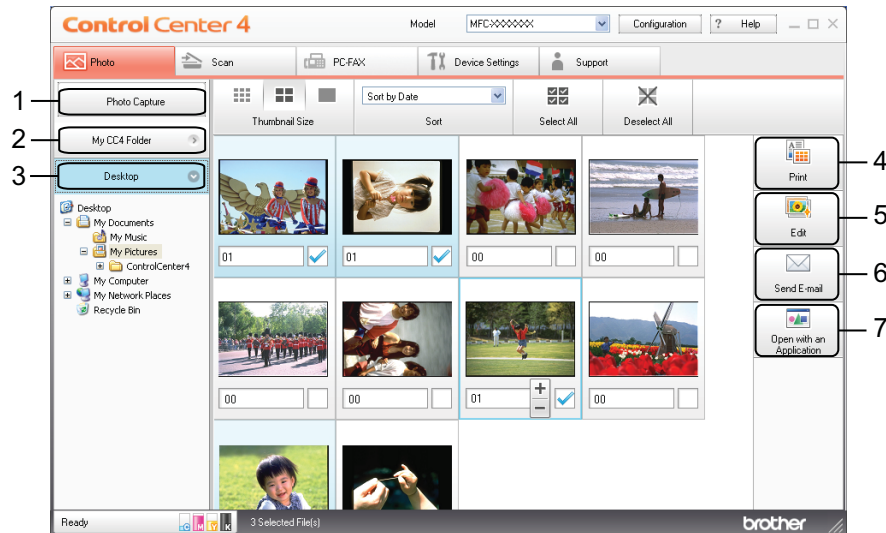 Control Center 4
Model
MFC-XXXXXX
Configuration
? Help
Photo
Scan
PC-FAX
Device Settings
Support
1
Photo Capture
2
My CC4 Folder
3
Desktop
Thumbnail Size
Sort by Date
Sort
Select All
Deselect All
Desktop
My Documents
My Music
My Pictures
ControlCenter4
My Computer
My Network Places
Recycle Bin
01
01
00
00
00
00
01
+
-
00
Print
4
Edit
5
Send E-mail
6
Open with an
Application
7
Ready
C
M
Y
K
3 Selected File(s)
brother